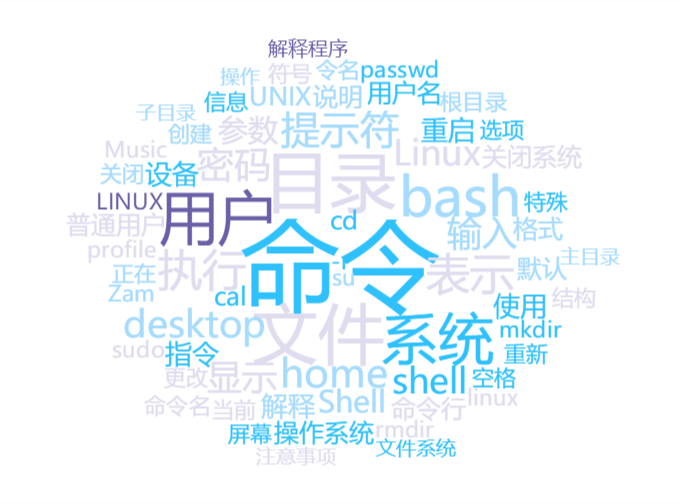 解释程序
操作 符号 令名 passwd
子目录 信息 UNIX 说明 用户名 根目录
创建 参数 提示符 重启 选项
Music 密码 目录 Linux 关闭系统
关闭 设备 bash
LINUX 用户 cd 特殊
普通用户 命令 输入 格式
profile 执行 -r 表示 主目录
正在 su 默认
Zam cal 文件 系统 使用 结构
desktop mkdir
sudo 指令 home shell 重新
更改 显示 空格
命令名 当前 解释 Shell 命令行 linux
屏幕 操作系统 rmdir
注意事项 文件系统